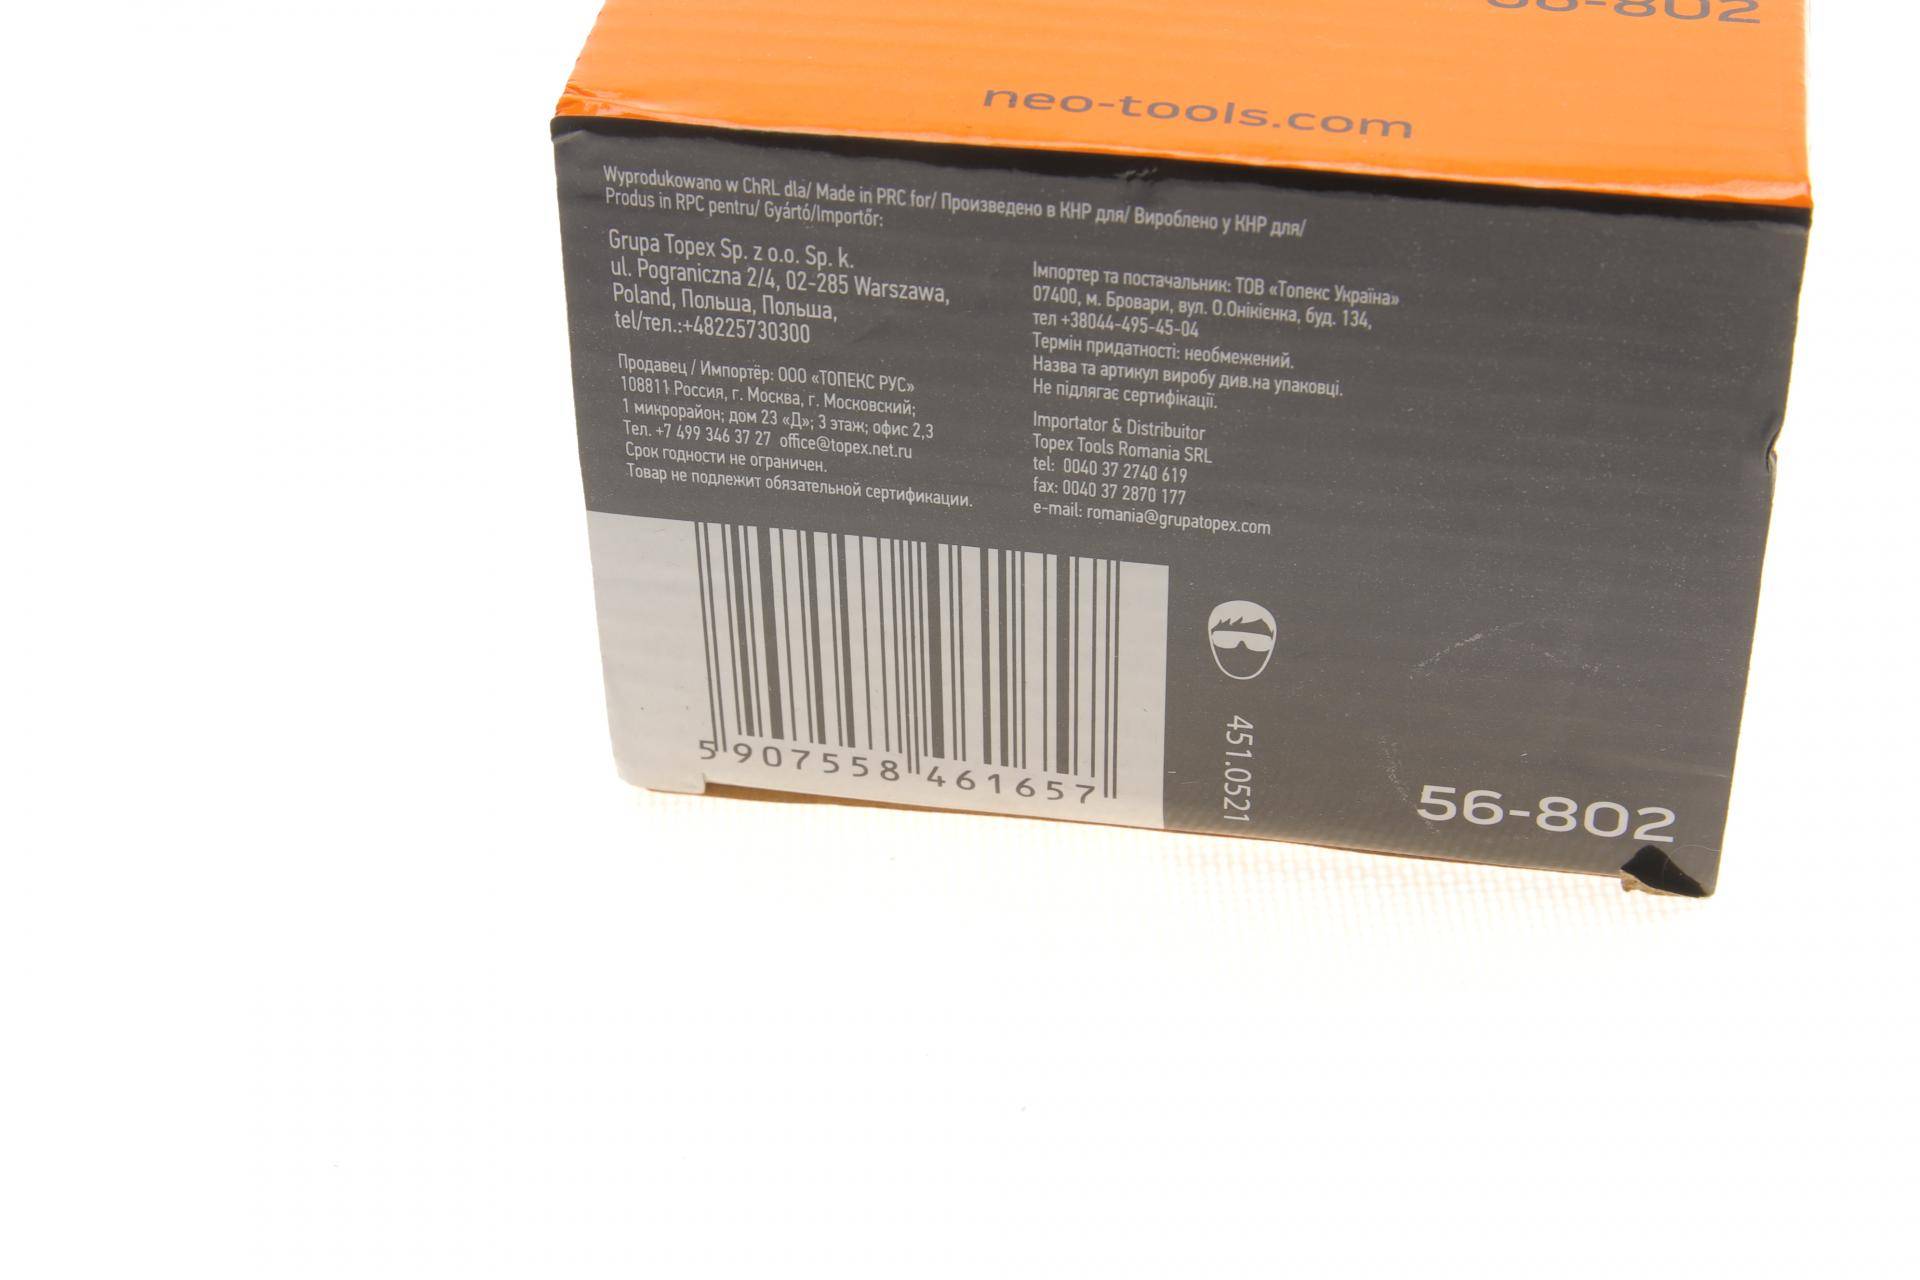 56-802
neo-tools.com
Wyprodukowano w ChRL dla/ Made in PRC for/ Произведено в КНР для/ Вироблено у КНР для/
Produs in RPC pentru/ Gyártó/Importőr:
Grupa Topex Sp. z o.o. Sp. k.
ul. Pograniczna 2/4, 02-285 Warszawa,
Poland, Польша, Польша,
tel/тел.:+48225730300
Продавец / Импортёр: ООО «ТОПЕКС РУС»
108811 Россия, г. Москва, г. Московский;
1 микрорайон; дом 23 «Д»; 3 этаж; офис 2,3
Тел. +7 499 346 37 27 office@topex.net.ru
Срок годности не ограничен.
Товар не подлежит обязательной сертификации.
Імпортер та постачальник: ТОВ «Топекс Україна»
07400, м. Бровари, вул. О.Онікієнка, буд. 134,
тел +38044-495-45-04
Термін придатності: необмежений.
Назва та артикул виробу див.на упаковці.
Не підлягає сертифікації.
Importator & Distribuitor
Topex Tools Romania SRL
tel: 0040 37 2740 619
fax: 0040 37 2870 177
e-mail: romania@grupatopex.com
5 907558 461657
451.0521
56-802